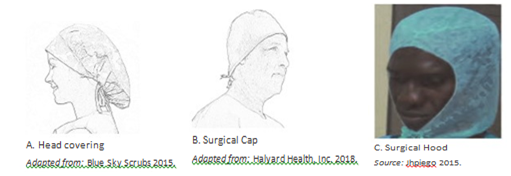 A. Head covering
Adapted from: Blue Sky Scrubs 2015.
B. Surgical Cap
Adapted from: Halyard Health, Inc. 2018.
C. Surgical Hood
Source: Jhpiego 2015.